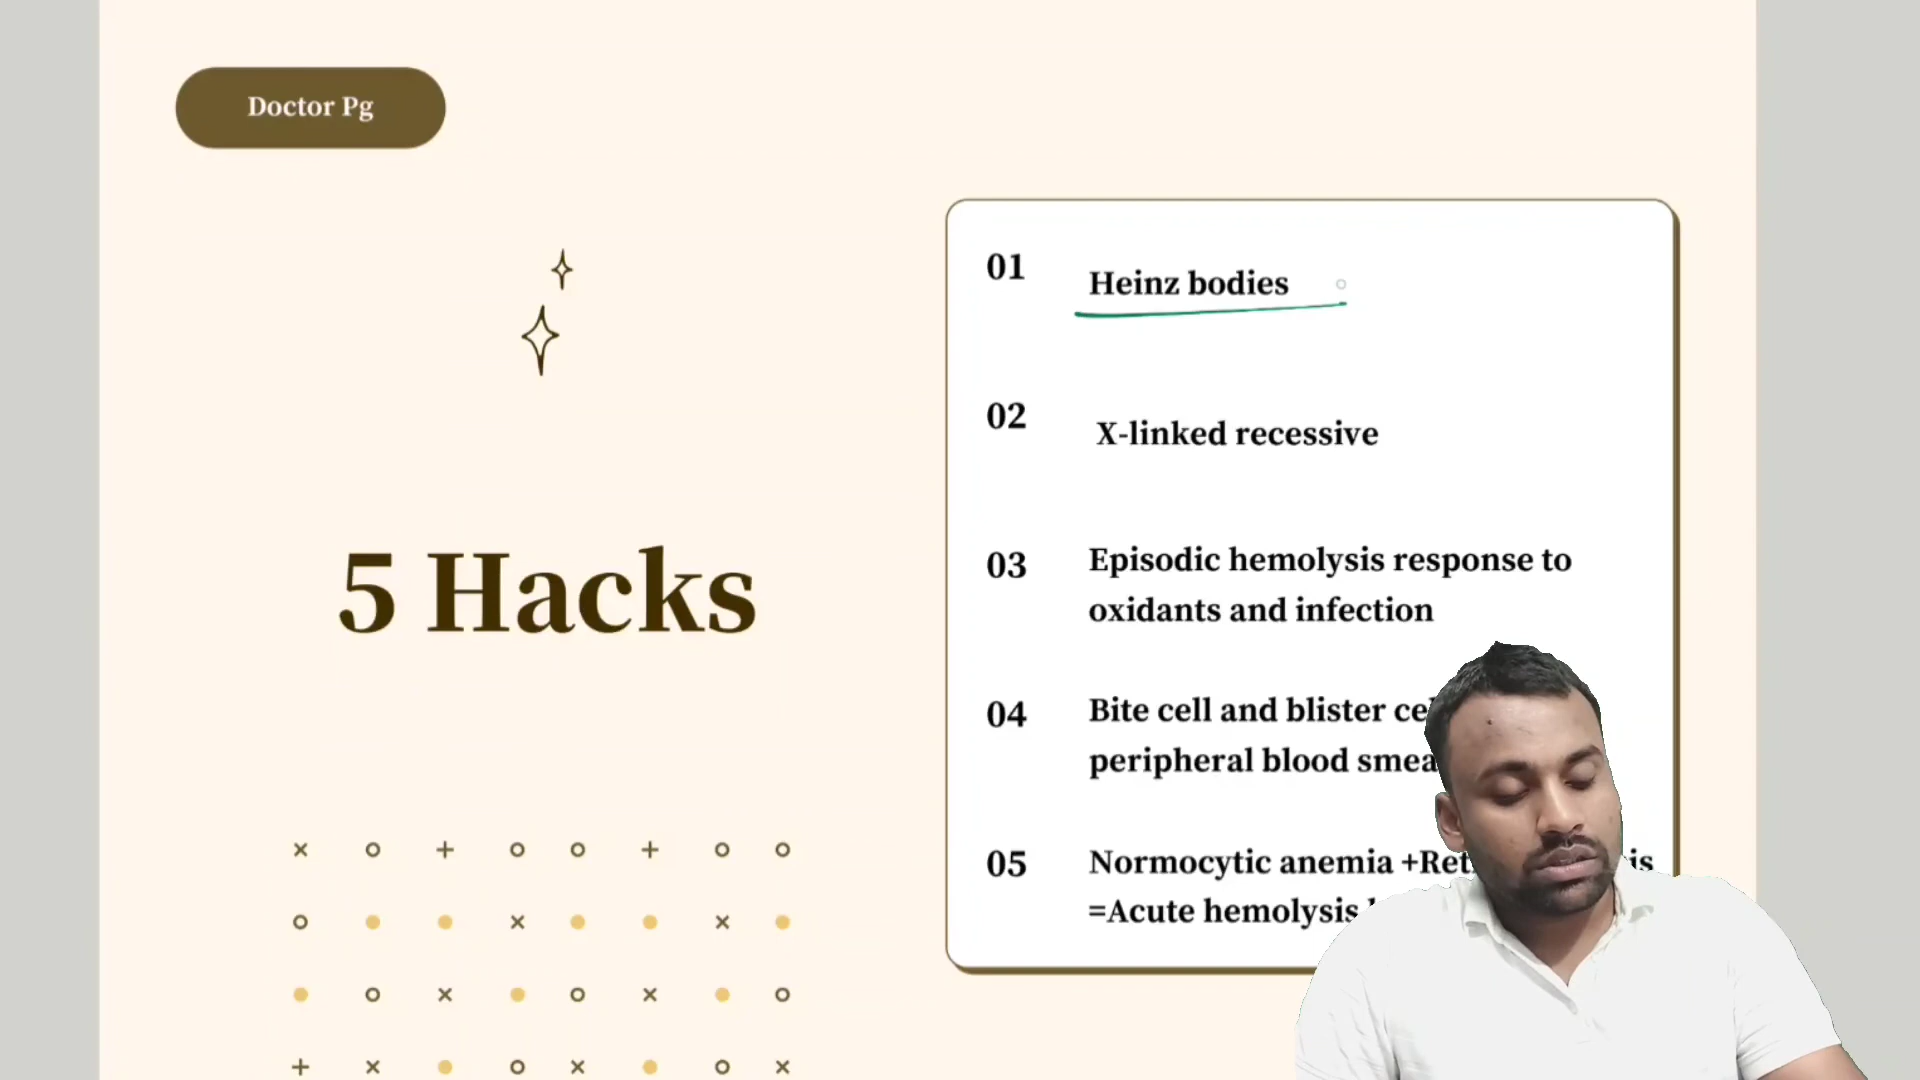 Doctor Pg
5 Hacks
01
Heinz bodies
02
X-linked recessive
03
Episodic hemolysis response to
oxidants and infection
04
Bite cell and blister
peripheral blood
05
Normocytic anemia
is
=Acute hemolysis